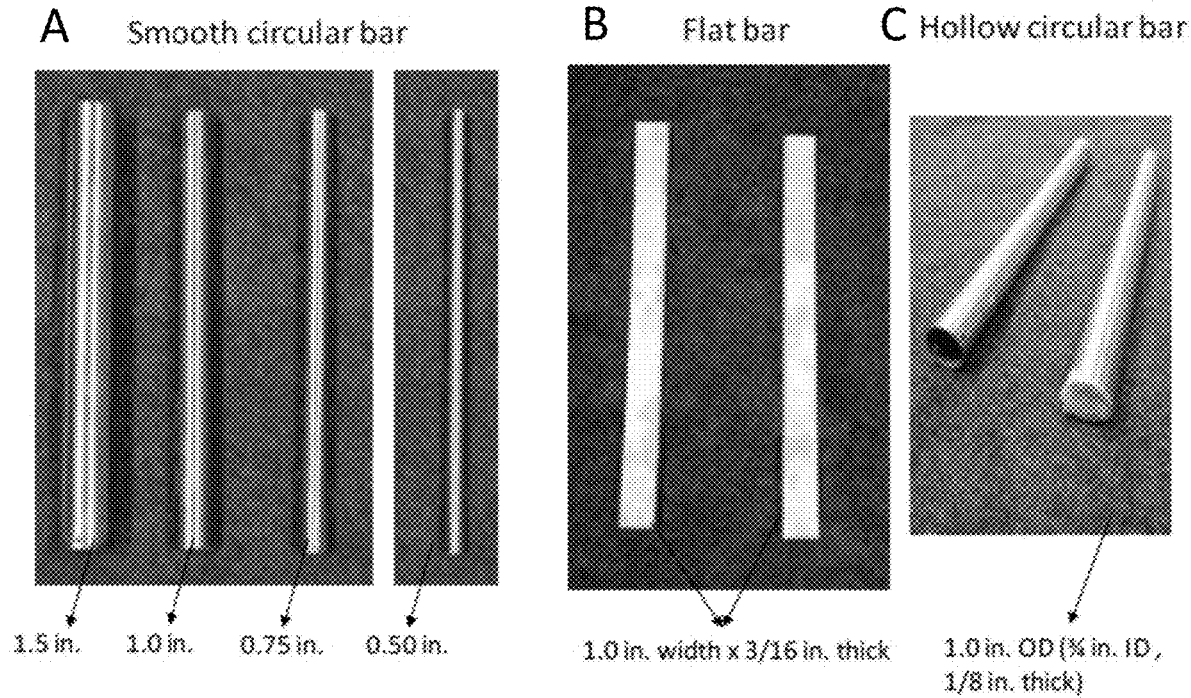 A Smooth circular bar
B Flat bar
C Hollow circular bar
1.5 in. 1.0 in. 0.75 in. 0.50 in.
1.0 in. width x 3/16 in. thick
1.0 in. OD (¾ in. ID ,
1/8 in. thick)